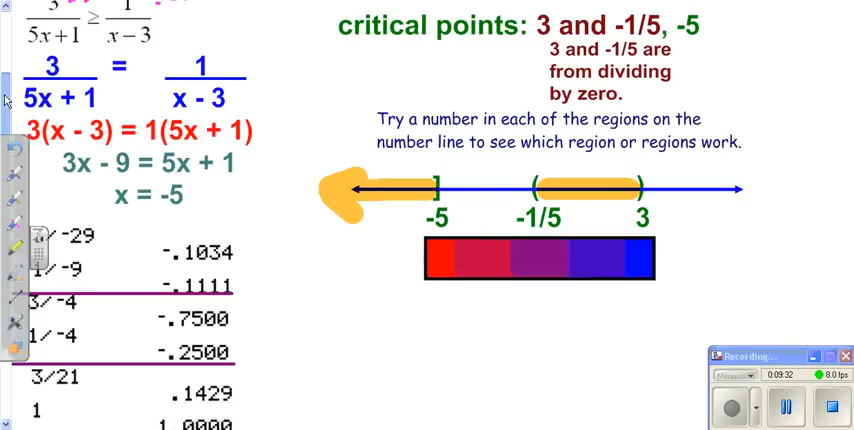 3 1
5x+1 ≥ x−3
3 = 1
5x + 1 x - 3
3(x - 3) = 1(5x + 1)
3x - 9 = 5x + 1
x = -5
/ -29
-.1034
1/ -9
-.1111
3/ -4
-.7500
1/ -4
-.2500
3/21
.1429
1
1.0000
critical points: 3 and -1/5, -5
3 and -1/5 are
from dividing
by zero.
Try a number in each of the regions on the
number line to see which region or regions work.
] ( )
-5 -1/5 3
Recording...
0:09:32 8.0 fps